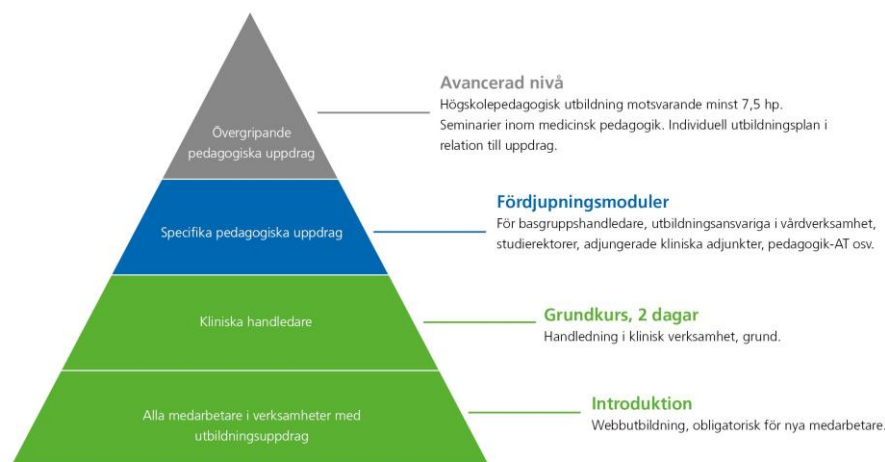 Avancerad nivå
Högskolepedagogisk utbildning motsvarande minst 7,5 hp.
Seminarier inom medicinsk pedagogik. Individuell utbildningsplan i
relation till uppdrag.
Övergripande
pedagogiska uppdrag
Fördjupningsmoduler
För basgruppshandledare, utbildningsansvariga i vårdverksamhet,
studierektorer, adjungerade kliniska adjunkter, pedagogik-AT osv.
Specifika pedagogiska uppdrag
Grundkurs, 2 dagar
Handledning i klinisk verksamhet, grund.
Kliniska handledare
Introduktion
Webbutbildning, obligatorisk för nya medarbetare.
Alla medarbetare i verksamheter med
utbildningsuppdrag